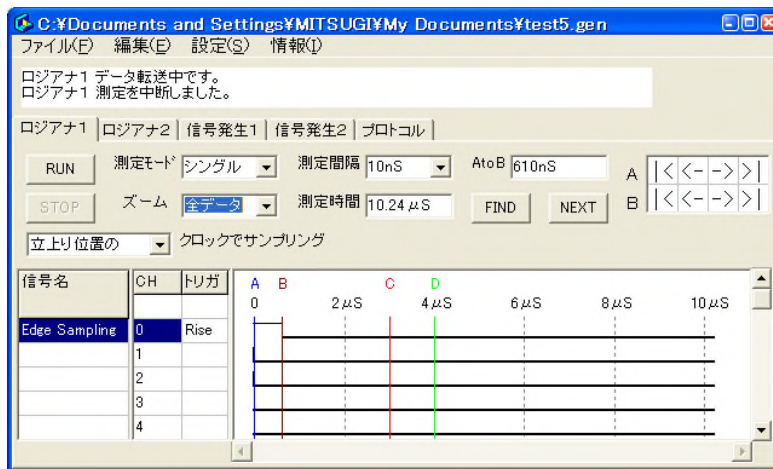 C:¥Documents and Settings¥MITSUGI¥My Documents¥test5.gen
ファイル(F) 編集(E) 設定(S) 情報(I)
ロジアナ1 データ転送中です。
ロジアナ1 測定を中断しました。
ロジアナ1 ロジアナ2 信号発生1 信号発生2 プロトコル
RUN 測定モード シングル 測定間隔 10nS AtoB 610nS A |< <- -> >|
STOP ズーム 全データ 測定時間 10.24μS FIND NEXT B |< <- -> >|
立上り位置の クロックでサンプリング
信号名 CH トリガ A B C D
0 2μS 4μS 6μS 8μS 10μS
Edge Sampling 0 Rise
1
2
3
4